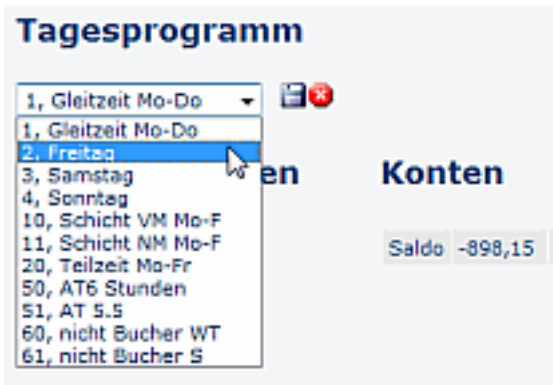 Tagesprogramm
1, Gleitzeit Mo-Do
1, Gleitzeit Mo-Do
2, Freitag
3, Samstag
4, Sonntag
10, Schicht VM Mo-F
11, Schicht NM Mo-F
20, Teilzeit Mo-Fr
50, AT6 Stunden
51, AT 5.5
60, nicht Bucher WT
61, nicht Bucher S
en
Konten
Saldo -898,15